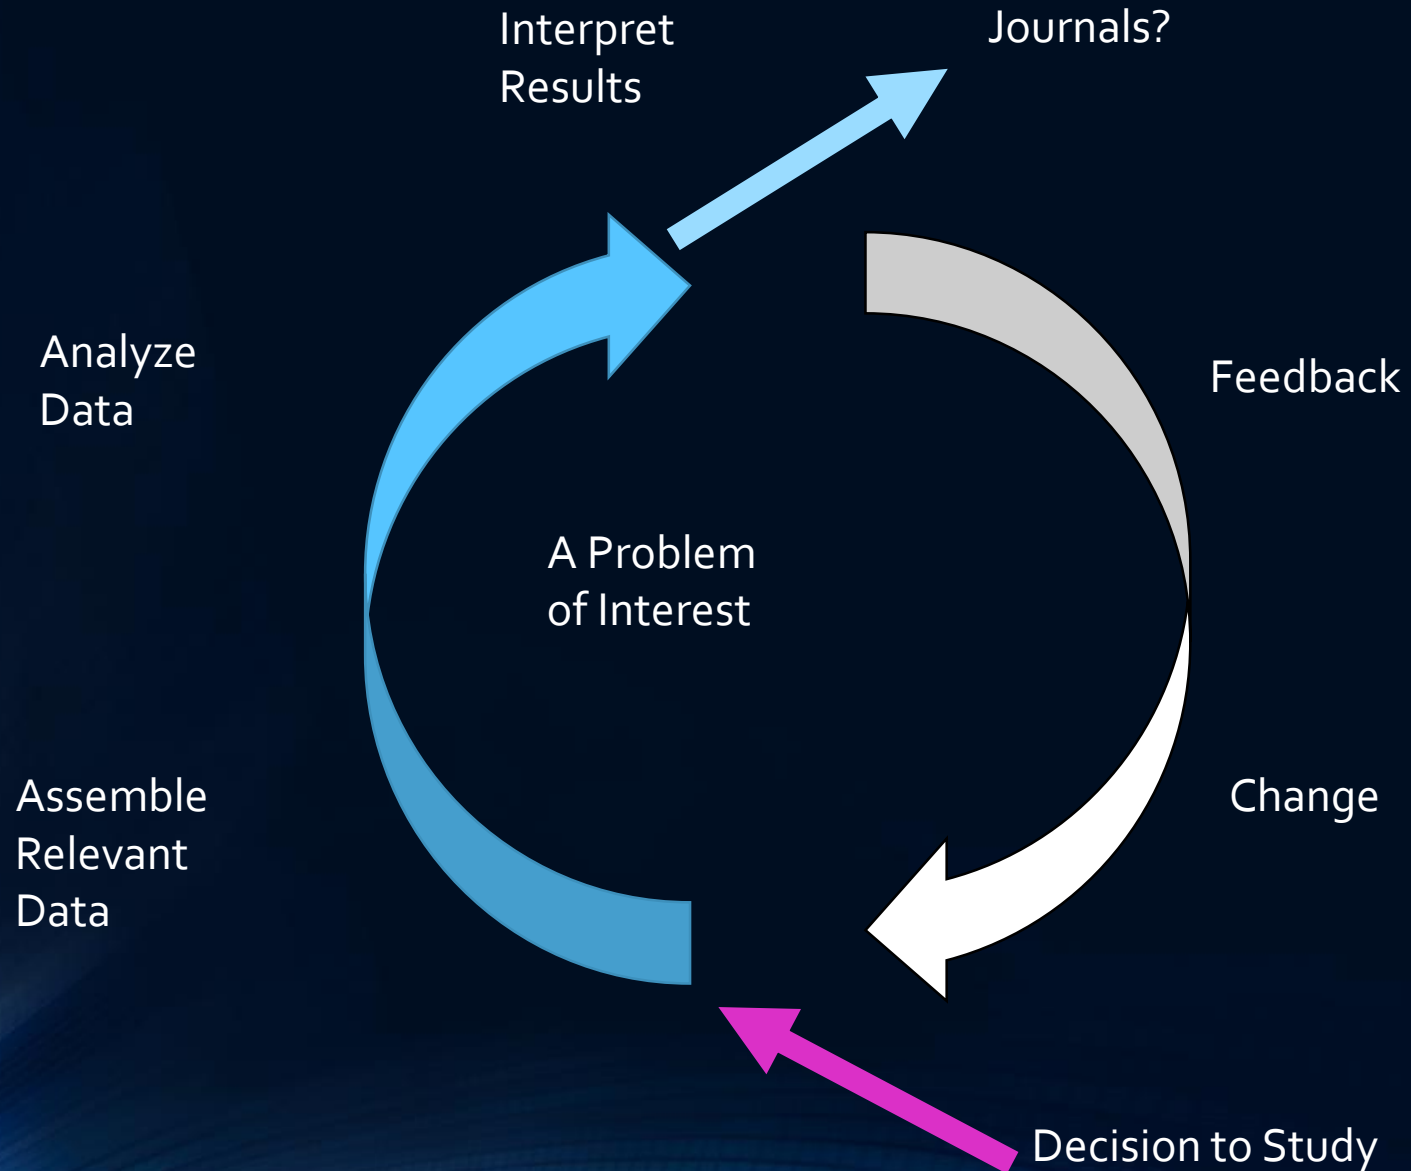 Interpret
Results
Journals?
Analyze
Data
Feedback
A Problem
of Interest
Assemble
Relevant
Data
Change
Decision to Study